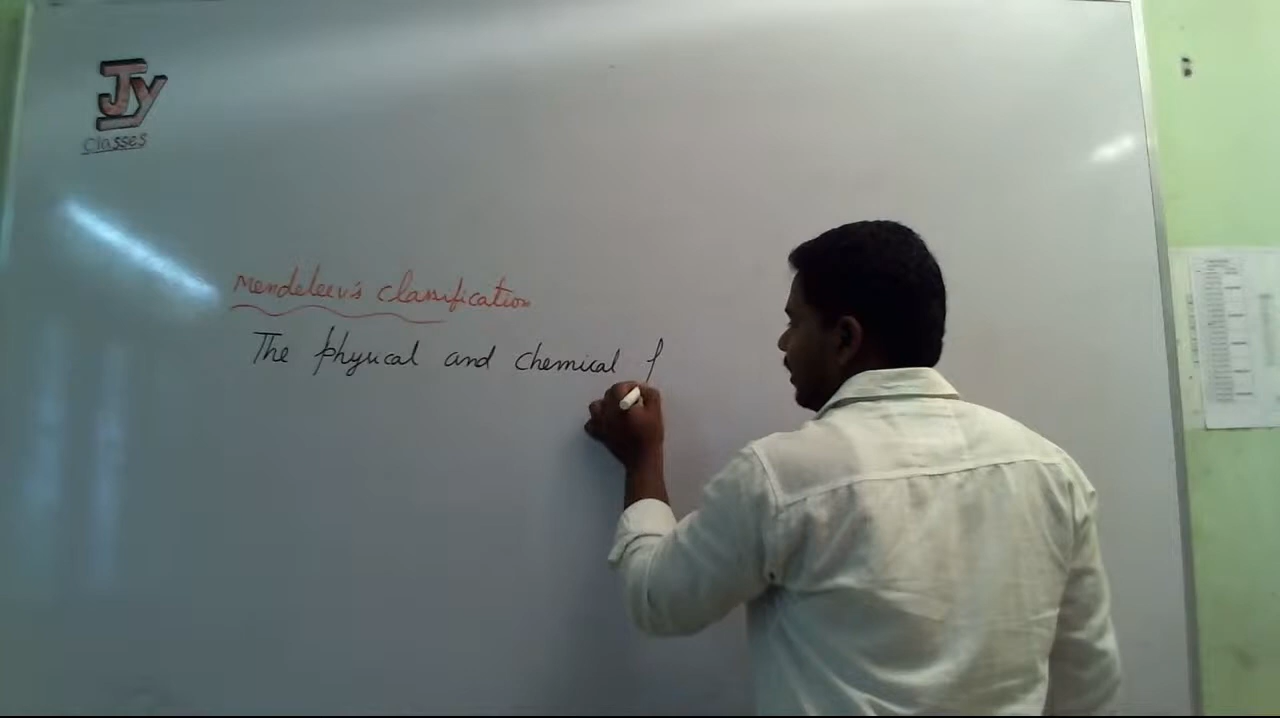 Jy
Classes
Mendeleev's classification
The physical and chemical p